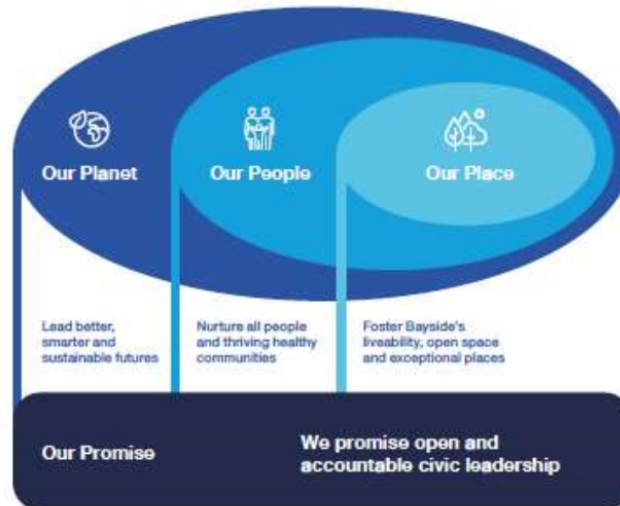 Our Planet
Our People
Our Place
Lead better,
smarter and
sustainable futures
Nurture all people
and thriving healthy
communities
Foster Bayside's
liveability, open space
and exceptional places
Our Promise
We promise open and
accountable civic leadership